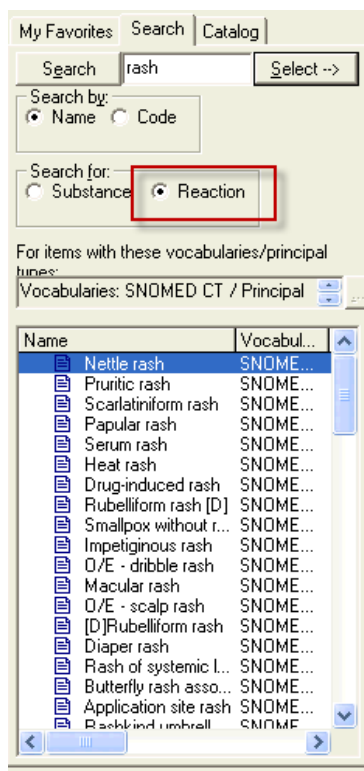 My Favorites Search Catalog
Search rash Select -->
Search by:
Name Code
Search for:
Substance Reaction
For items with these vocabularies/principal
types:
Vocabularies: SNOMED CT / Principal
Name Vocabul...
Nettle rash SNOME...
Pruritic rash SNOME...
Scarlatiniform rash SNOME...
Papular rash SNOME...
Serum rash SNOME...
Heat rash SNOME...
Drug-induced rash SNOME...
Rubelliform rash [D] SNOME...
Smallpox without r... SNOME...
Impetiginous rash SNOME...
O/E - dribble rash SNOME...
Macular rash SNOME...
O/E - scalp rash SNOME...
[D]Rubelliform rash SNOME...
Diaper rash SNOME...
Rash of systemic l... SNOME...
Butterfly rash asso... SNOME...
Application site rash SNOME...
Rashkind umbrell... SNOME...